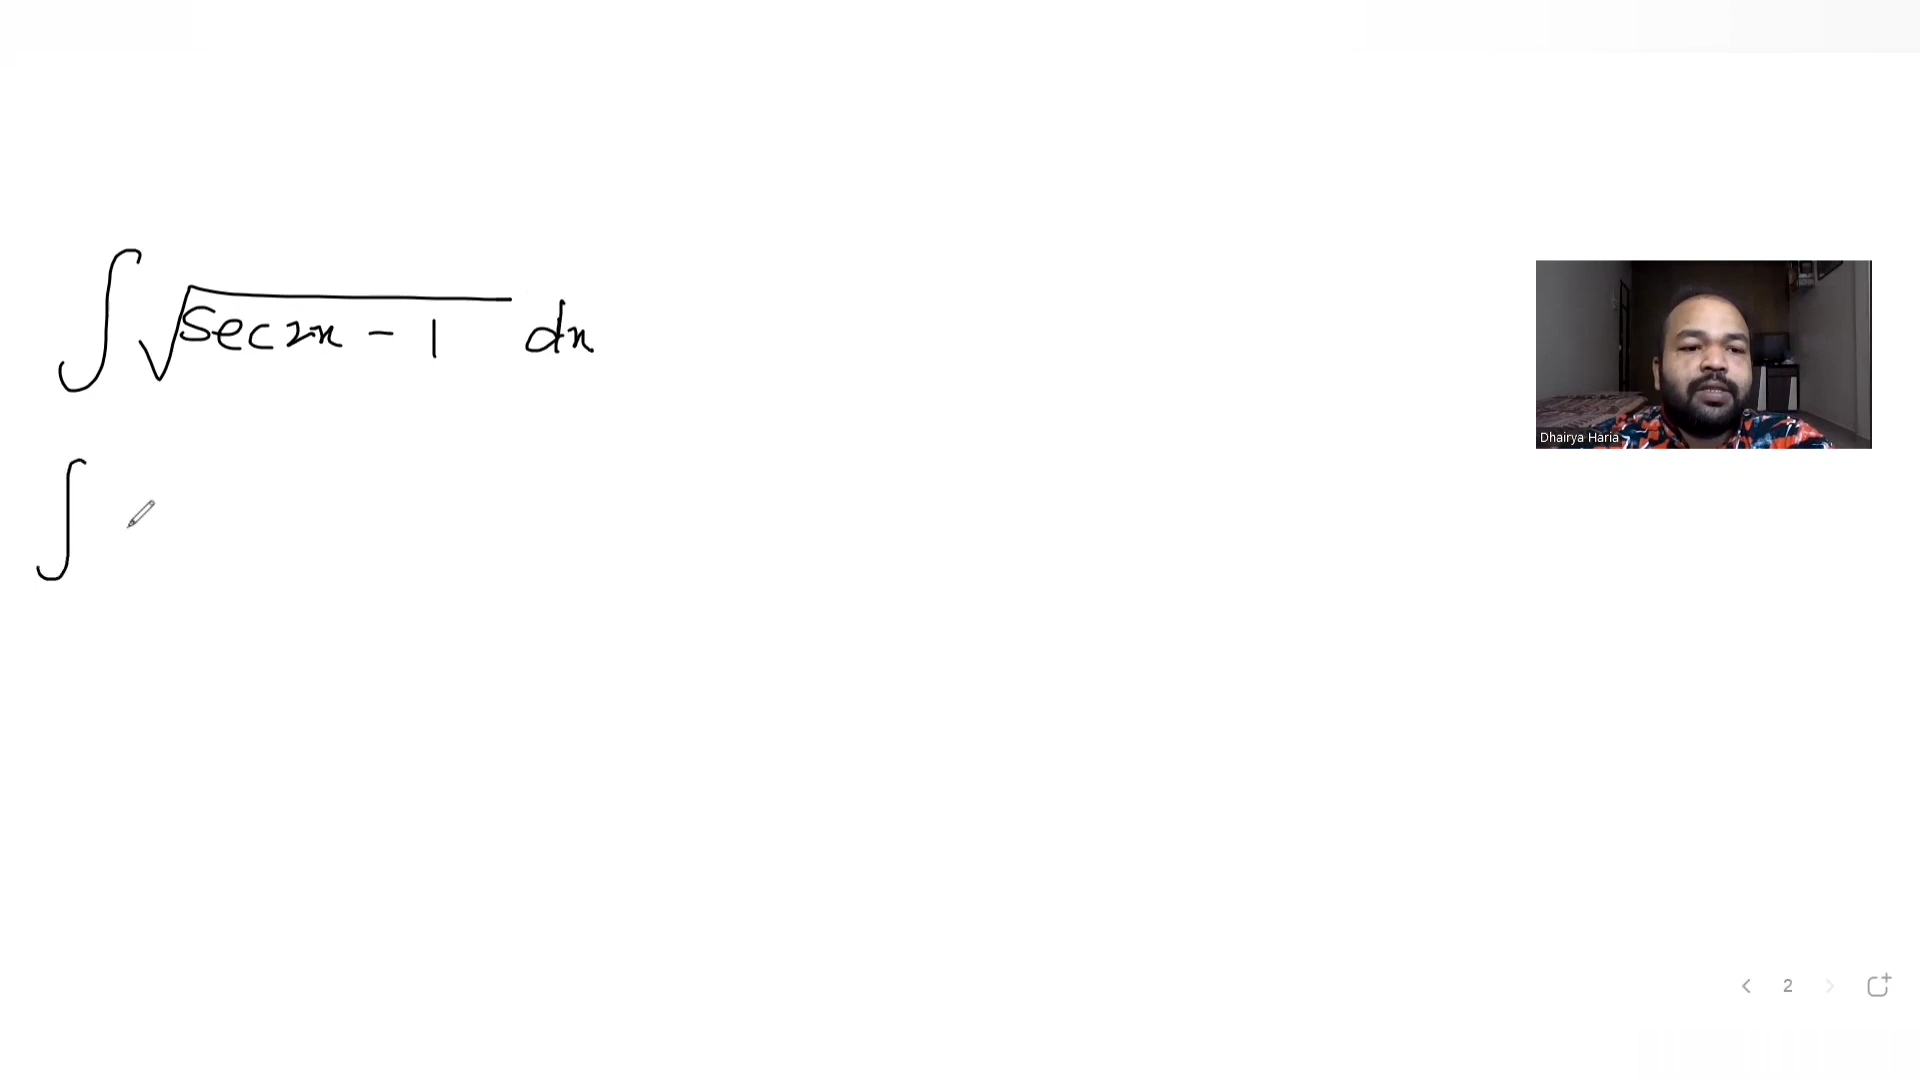 ∫ √(sec2x - 1) dx
∫
Dhairya Haria
2